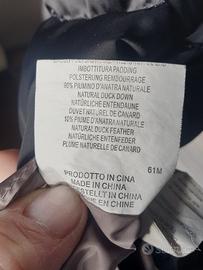 IMBOTTITURA PADDING
POLSTERUNG REMBOURRAGE
90% PIUMINO D'ANATRA NATURALE
NATURAL DUCK DOWN
NATÜRLICHE ENTENDAUNE
DUVET NATUREL DE CANARD
10% PIUME D'ANATRA NATURALE
NATURAL DUCK FEATHER
NATÜRLICHE ENTENFEDER
PLUME NATURELLE DE CANARD
61M
PRODOTTO IN CINA
MADE IN CHINA
GESTELLT IN CHINA
EN CHINE